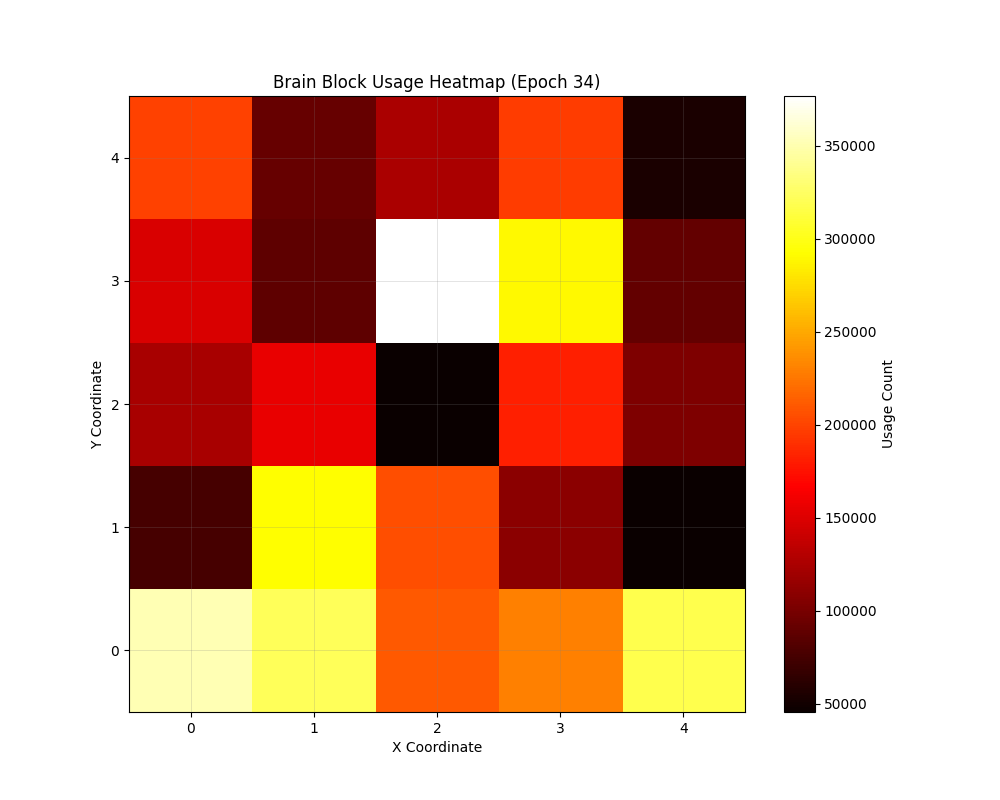 Brain Block Usage Heatmap (Epoch 34)
4
3
2
1
0
Y Coordinate
0 1 2 3 4
X Coordinate
350000
300000
250000
200000
150000
100000
50000
Usage Count